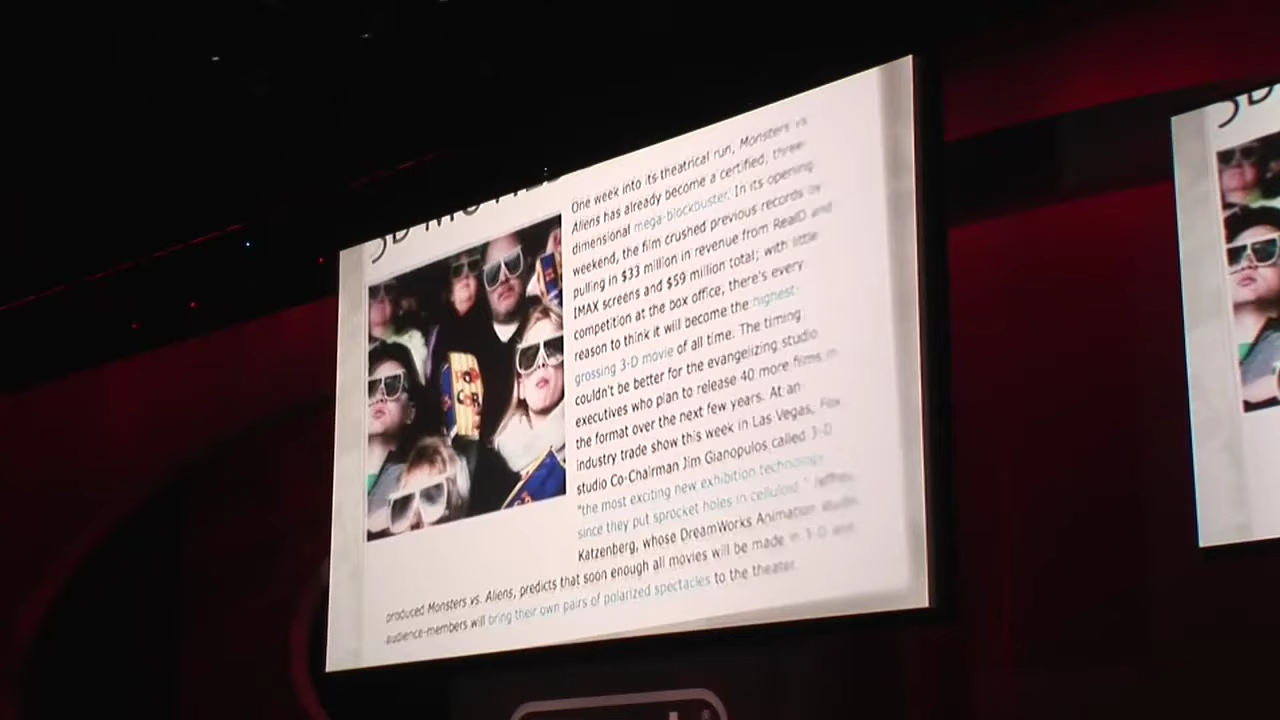 3D MOVIES
One week into its theatrical run, Monsters vs
Aliens has already become a certified, three-
dimensional mega-blockbuster. In its opening
weekend, the film crushed previous records by
pulling in $33 million in revenue from RealD and
IMAX screens and $59 million total; with little
competition at the box office, there's every
reason to think it will become the highest-
grossing 3-D movie of all time. The timing
couldn't be better for the evangelizing studio
executives who plan to release 40 more films in
the format over the next few years. At an
industry trade show this week in Las Vegas, Fox
studio Co-Chairman Jim Gianopulos called 3-D
"the most exciting new exhibition technology
since they put sprocket holes in celluloid." Jeffrey
Katzenberg, whose DreamWorks Animation studio
produced Monsters vs. Aliens, predicts that soon enough all movies will be made in 3-D and
audience-members will bring their own pairs of polarized spectacles to the theater.
POP
COR
3D